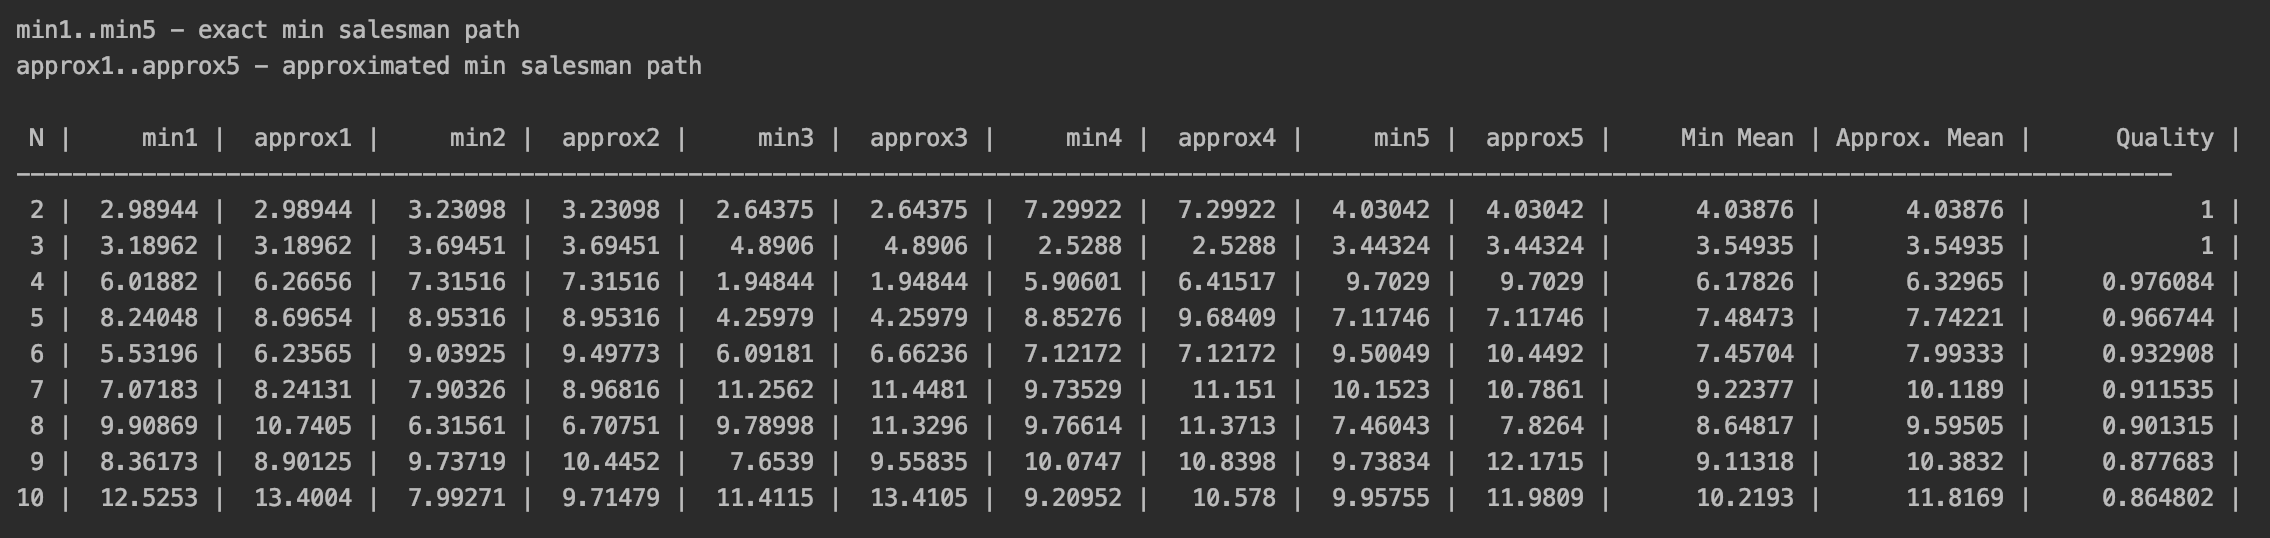 min1..min5 - exact min salesman path
approx1..approx5 - approximated min salesman path
N | min1 | approx1 | min2 | approx2 | min3 | approx3 | min4 | approx4 | min5 | approx5 | Min Mean | Approx. Mean | Quality |
2 | 2.98944 | 2.98944 | 3.23098 | 3.23098 | 2.64375 | 2.64375 | 7.29922 | 7.29922 | 4.03042 | 4.03042 | 4.03876 | 4.03876 | 1 |
3 | 3.18962 | 3.18962 | 3.69451 | 3.69451 | 4.8906 | 4.8906 | 2.5288 | 2.5288 | 3.44324 | 3.44324 | 3.54935 | 3.54935 | 1 |
4 | 6.01882 | 6.26656 | 7.31516 | 7.31516 | 1.94844 | 1.94844 | 5.90601 | 6.41517 | 9.7029 | 9.7029 | 6.17826 | 6.32965 | 0.976084 |
5 | 8.24048 | 8.69654 | 8.95316 | 8.95316 | 4.25979 | 4.25979 | 8.85276 | 9.68409 | 7.11746 | 7.11746 | 7.48473 | 7.74221 | 0.966744 |
6 | 5.53196 | 6.23565 | 9.03925 | 9.49773 | 6.09181 | 6.66236 | 7.12172 | 7.12172 | 9.50049 | 10.4492 | 7.45704 | 7.99333 | 0.932908 |
7 | 7.07183 | 8.24131 | 7.90326 | 8.96816 | 11.2562 | 11.4481 | 9.73529 | 11.151 | 10.1523 | 10.7861 | 9.22377 | 10.1189 | 0.911535 |
8 | 9.90869 | 10.7405 | 6.31561 | 6.70751 | 9.78998 | 11.3296 | 9.76614 | 11.3713 | 7.46043 | 7.8264 | 8.64817 | 9.59505 | 0.901315 |
9 | 8.36173 | 8.90125 | 9.73719 | 10.4452 | 7.6539 | 9.55835 | 10.0747 | 10.8398 | 9.73834 | 12.1715 | 9.11318 | 10.3832 | 0.877683 |
10 | 12.5253 | 13.4004 | 7.99271 | 9.71479 | 11.4115 | 13.4105 | 9.20952 | 10.578 | 9.95755 | 11.9809 | 10.2193 | 11.8169 | 0.864802 |